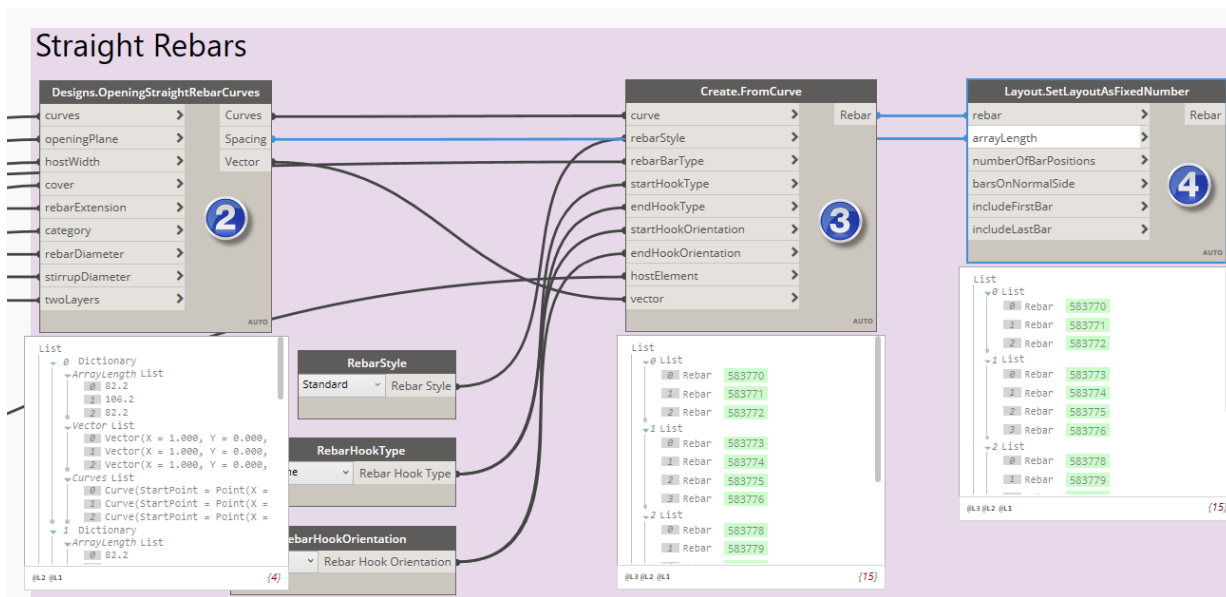 Straight Rebars
Designs.OpeningStraightRebarCurves
curves > Curves
openingPlane > Spacing
hostWidth > Vector
cover >
rebarExtension >
category >
rebarDiameter >
stirrupDiameter >
twoLayers >
AUTO
2
List
0 Dictionary
ArrayLength List
0 82.2
1 106.2
2 82.2
Vector List
0 Vector(X = 1.000, Y = 0.000,
1 Vector(X = 1.000, Y = 0.000,
2 Vector(X = 1.000, Y = 0.000,
Curves List
0 Curve(StartPoint = Point(X =
1 Curve(StartPoint = Point(X =
2 Curve(StartPoint = Point(X =
1 Dictionary
ArrayLength List
0 82.2
@L2 @L1 {4}
RebarStyle
Standard Rebar Style
RebarHookType
ne Rebar Hook Type
ebarHookOrientation
Rebar Hook Orientation
Create.FromCurve
curve > Rebar
rebarStyle >
rebarBarType >
startHookType >
endHookType >
startHookOrientation >
endHookOrientation >
hostElement >
vector >
AUTO
3
List
0 List
0 Rebar 583770
1 Rebar 583771
2 Rebar 583772
1 List
0 Rebar 583773
1 Rebar 583774
2 Rebar 583775
3 Rebar 583776
2 List
0 Rebar 583778
1 Rebar 583779
@L3 @L2 @L1 {15}
Layout.SetLayoutAsFixedNumber
rebar > Rebar
arrayLength >
numberOfBarPositions >
barsOnNormalSide >
includeFirstBar >
includeLastBar >
AUTO
4
List
0 List
0 Rebar 583770
1 Rebar 583771
2 Rebar 583772
1 List
0 Rebar 583773
1 Rebar 583774
2 Rebar 583775
3 Rebar 583776
2 List
0 Rebar 583778
1 Rebar 583779
@L3 @L2 @L1 {15}